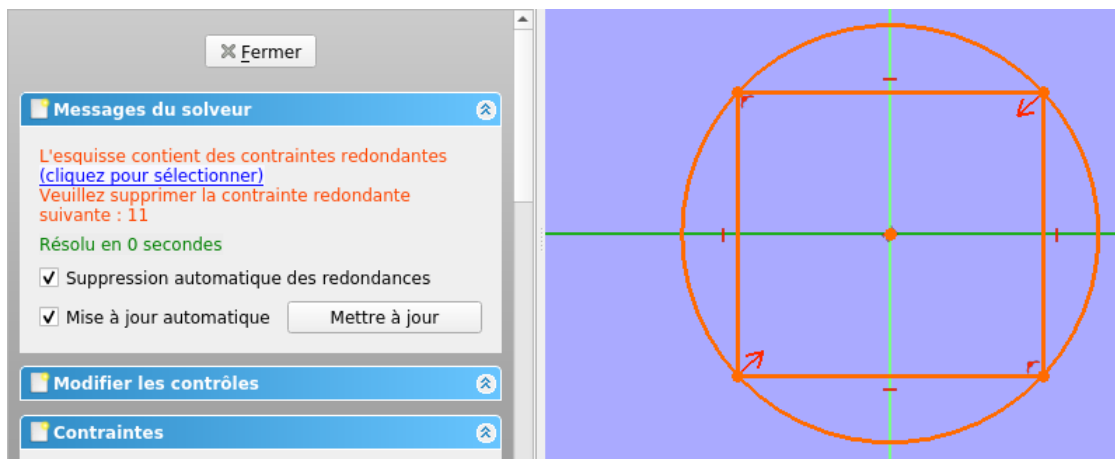 Fermer
Messages du solveur
L'esquisse contient des contraintes redondantes
(cliquez pour sélectionner)
Veuillez supprimer la contrainte redondante
suivante : 11
Résolu en 0 secondes
Suppression automatique des redondances
Mise à jour automatique
Mettre à jour
Modifier les contrôles
Contraintes